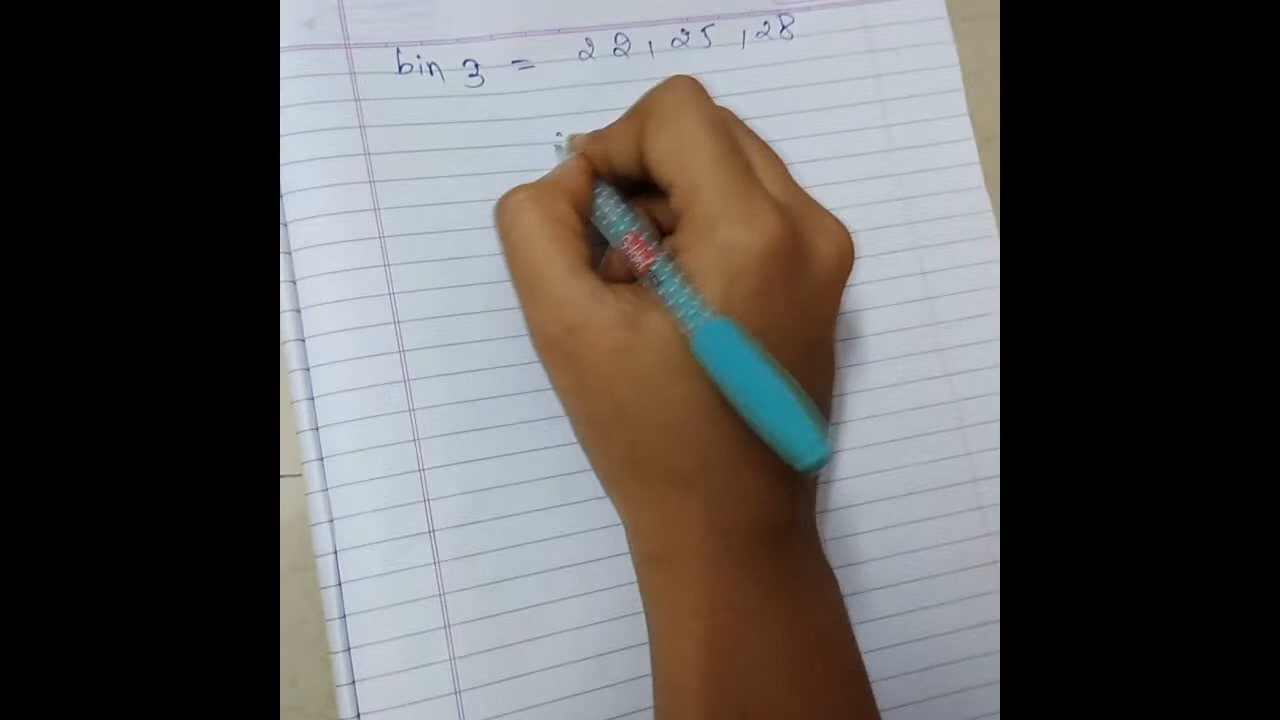 bin 3 = 22, 25, 28